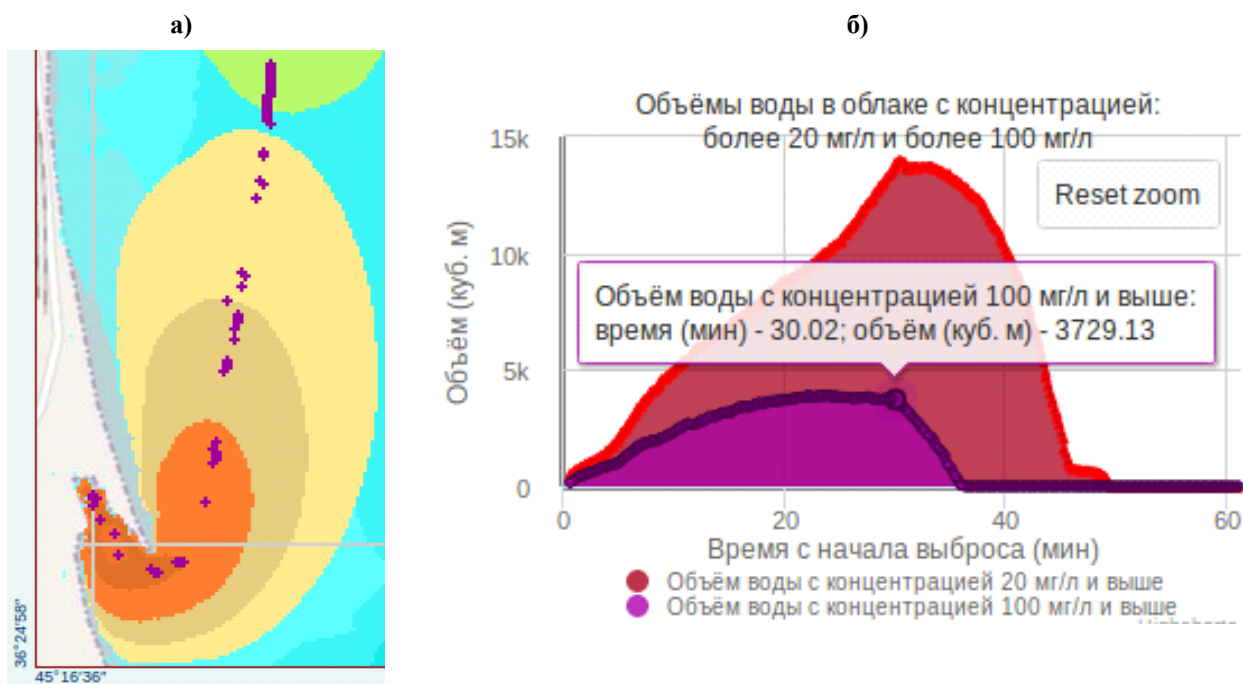 а)
б)
36°24'58"
45°16'36"
Объёмы воды в облаке с концентрацией:
более 20 мг/л и более 100 мг/л
15k
Reset zoom
10k
Объём (куб. м)
Объём воды с концентрацией 100 мг/л и выше:
время (мин) - 30.02; объём (куб. м) - 3729.13
5k
0
0
20
40
60
Время с начала выброса (мин)
Объём воды с концентрацией 20 мг/л и выше
Объём воды с концентрацией 100 мг/л и выше